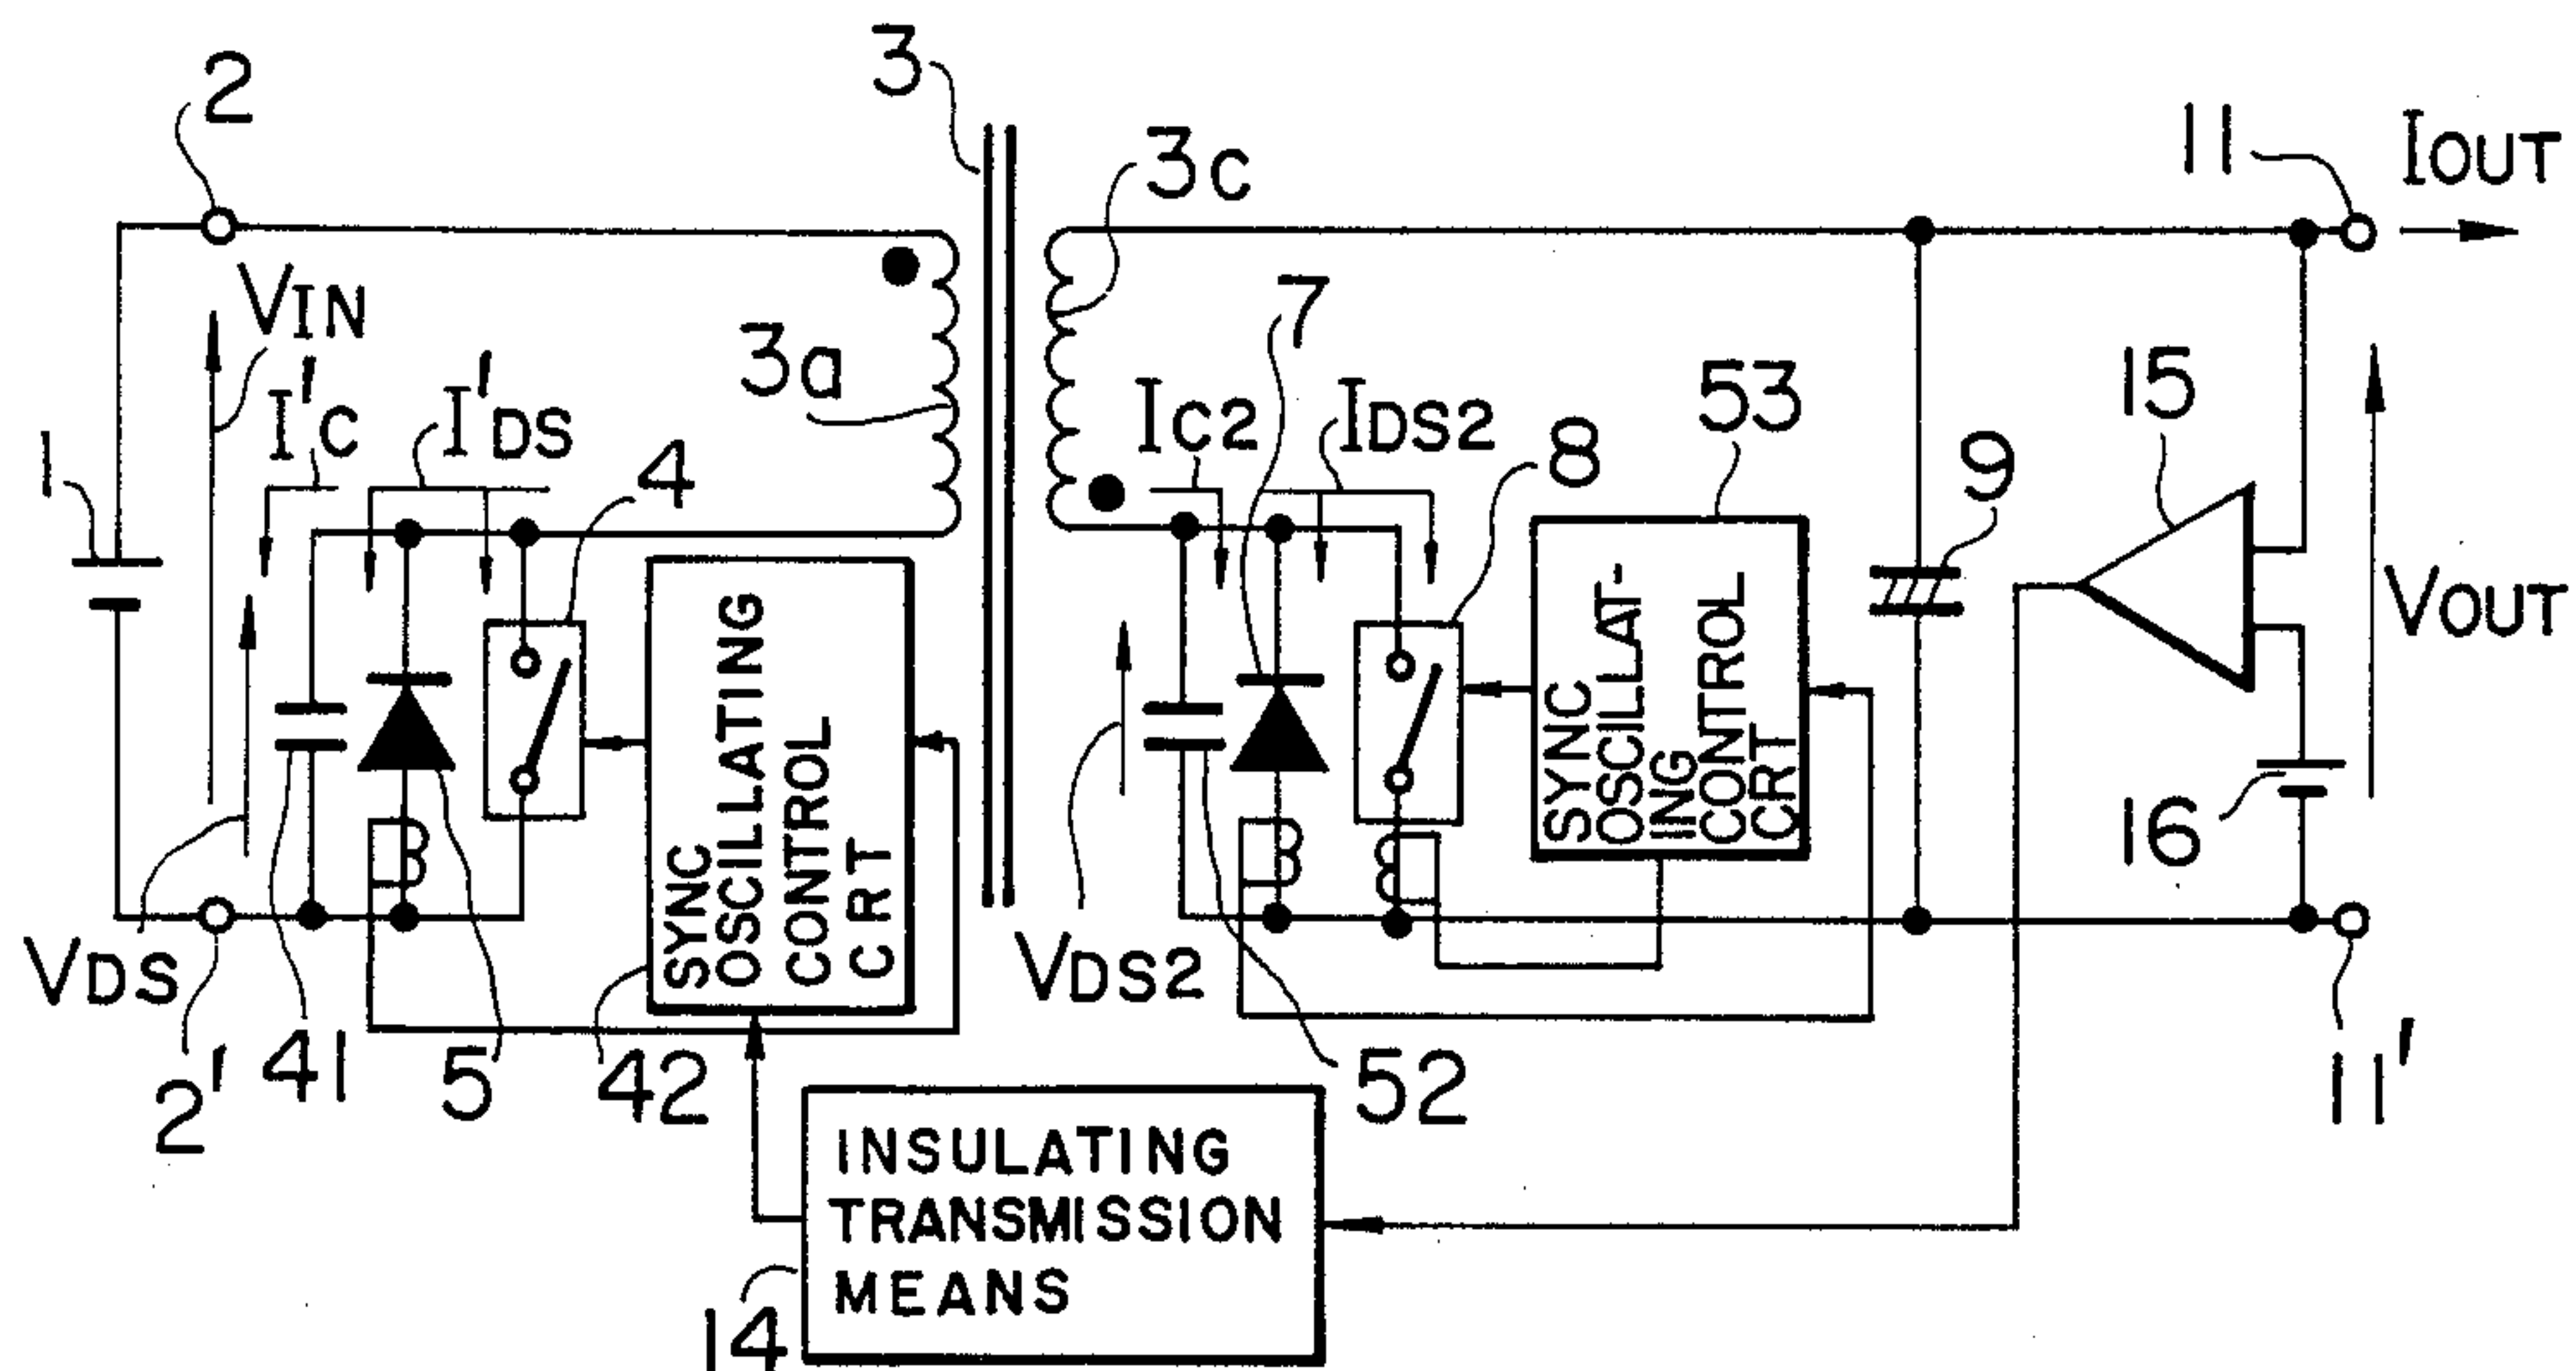 2
3
3c
11
IOUT
VIN
7
3a
I'C
I'DS
4
IC2
IDS2
8
53
9
15
1
VOUT
SYNC
OSCILLATING
CONTROL
CRT
SYNC
OSCILLAT-
ING
CONTROL
CRT
16
VDS
VDS2
2'
41
5
42
52
11'
INSULATING
TRANSMISSION
MEANS
14